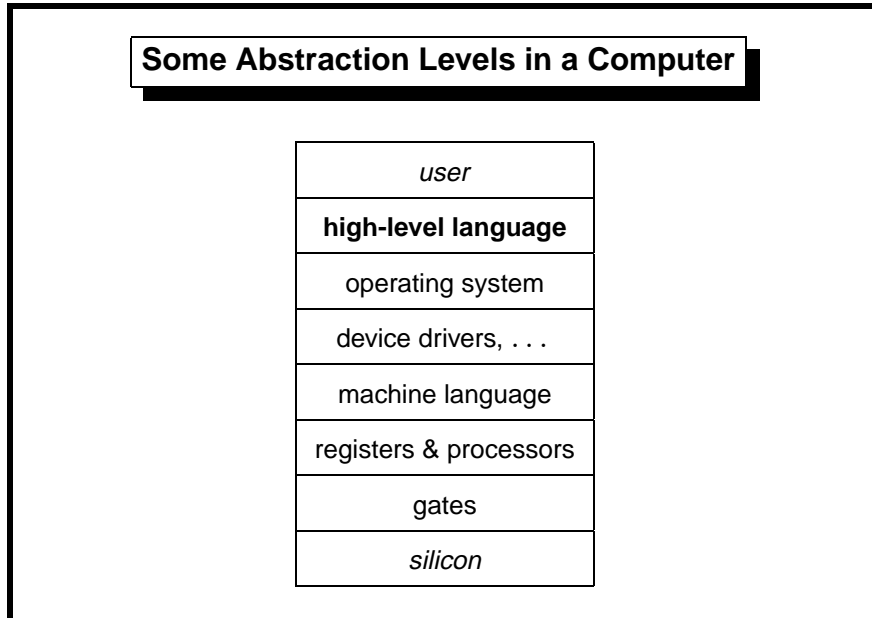 Some Abstraction Levels in a Computer
user
high-level language
operating system
device drivers, . . .
machine language
registers & processors
gates
silicon